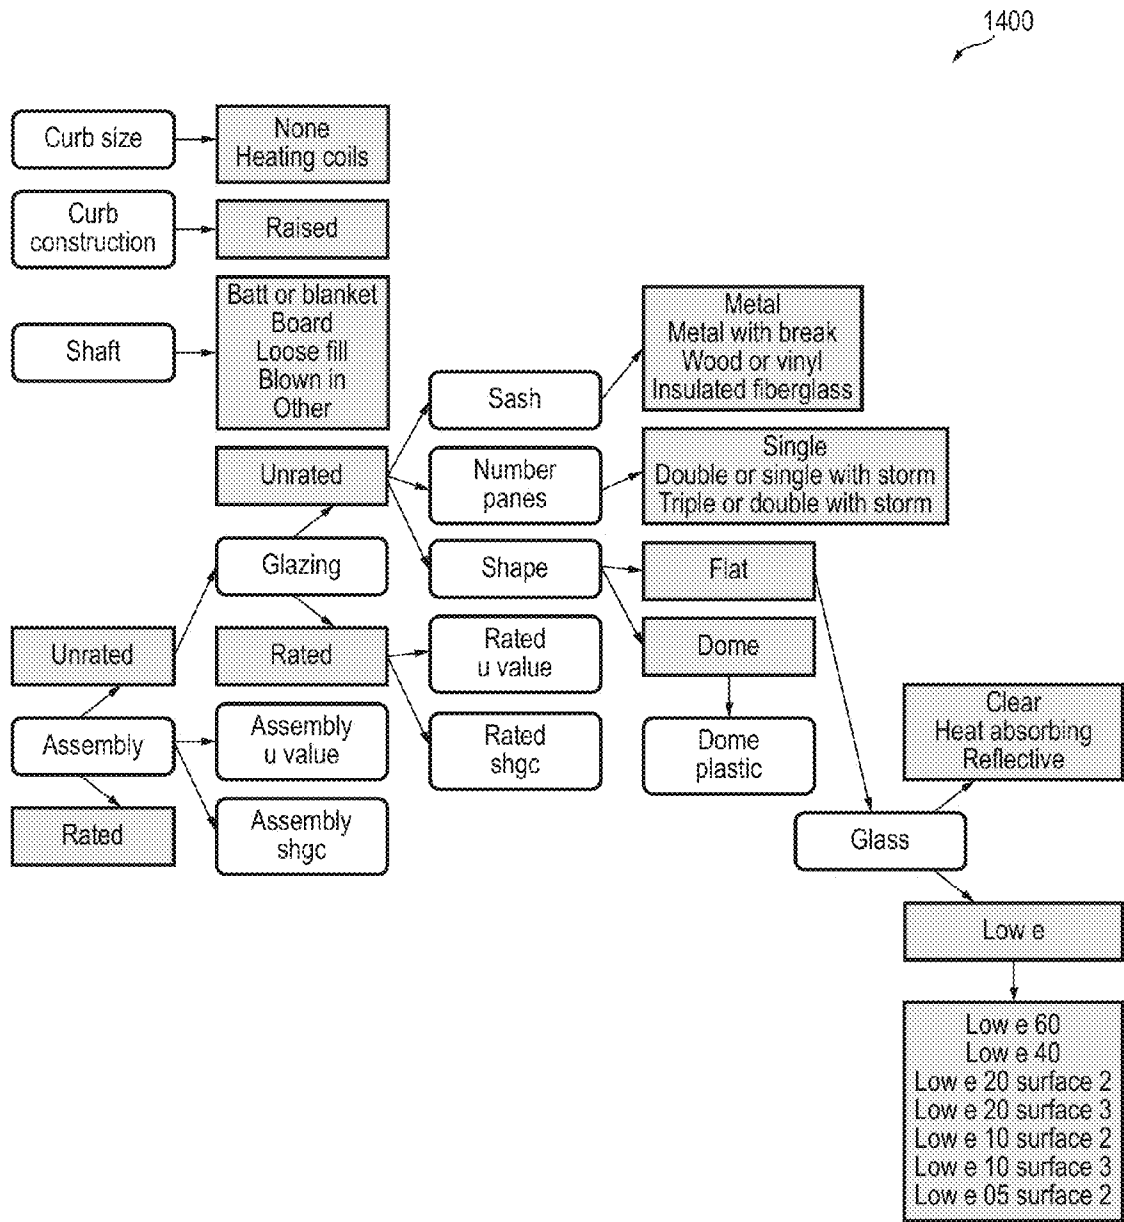 1400
Curb size
None
Heating coils
Curb
construction
Raised
Shaft
Batt or blanket
Board
Loose fill
Blown in
Other
Metal
Metal with break
Wood or vinyl
Insulated fiberglass
Sash
Unrated
Number
panes
Single
Double or single with storm
Triple or double with storm
Glazing
Shape
Flat
Unrated
Rated
Rated
u value
Dome
Assembly
Assembly
u value
Rated
shgc
Dome
plastic
Clear
Heat absorbing
Reflective
Rated
Assembly
shgc
Glass
Low e
Low e 60
Low e 40
Low e 20 surface 2
Low e 20 surface 3
Low e 10 surface 2
Low e 10 surface 3
Low e 05 surface 2